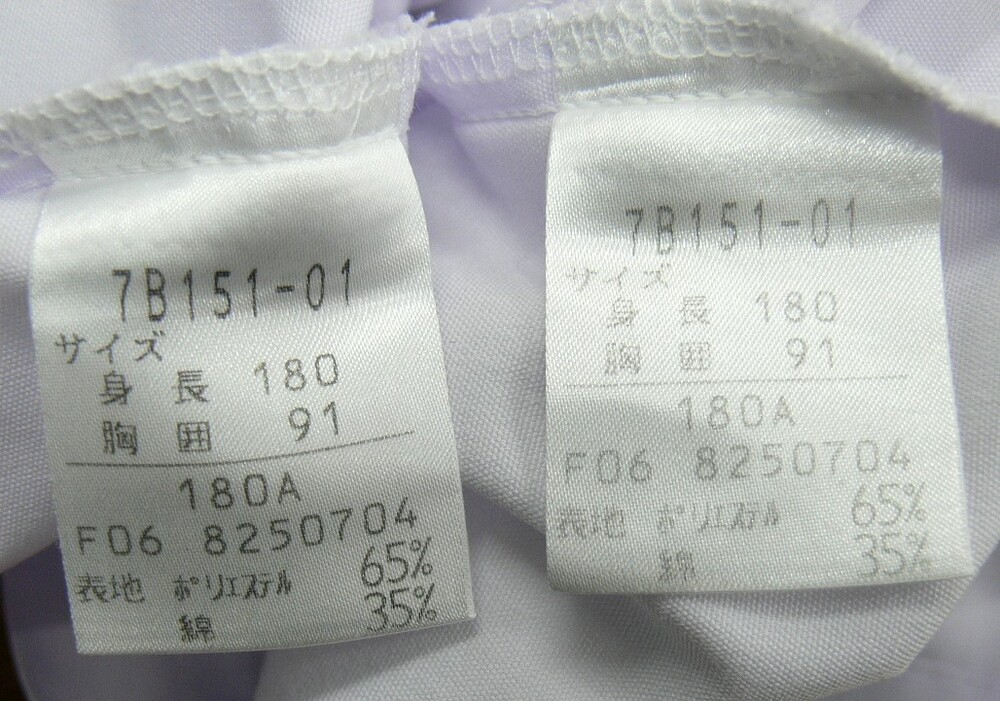 7B151-01
サイズ
身長 180
胸囲 91
180A
F06 8250704
表地 ポリエステル 65%
綿 35%
7B151-01
サイズ
身長 180
胸囲 91
180A
F06 8250704
表地 ポリエステル 65%
綿 35%